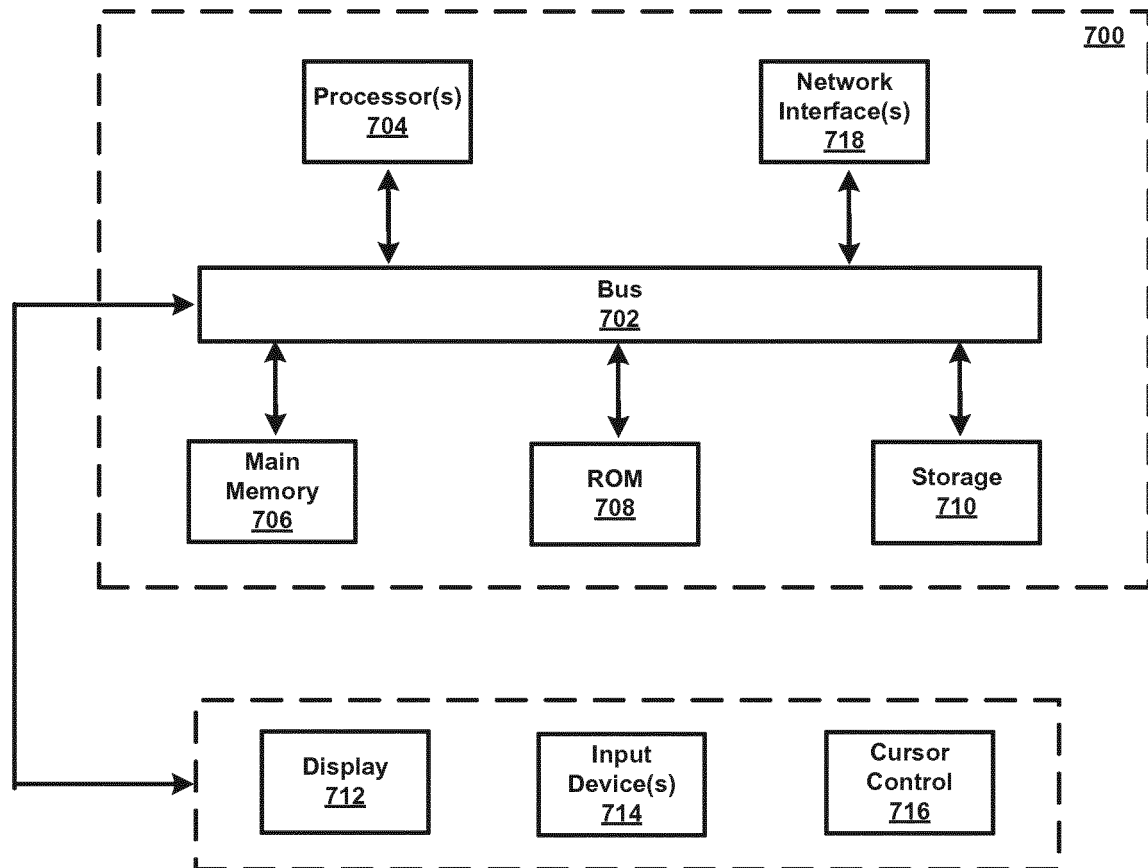 700
Processor(s)
704
Network
Interface(s)
718
Bus
702
Main
Memory
706
ROM
708
Storage
710
Display
712
Input
Device(s)
714
Cursor
Control
716